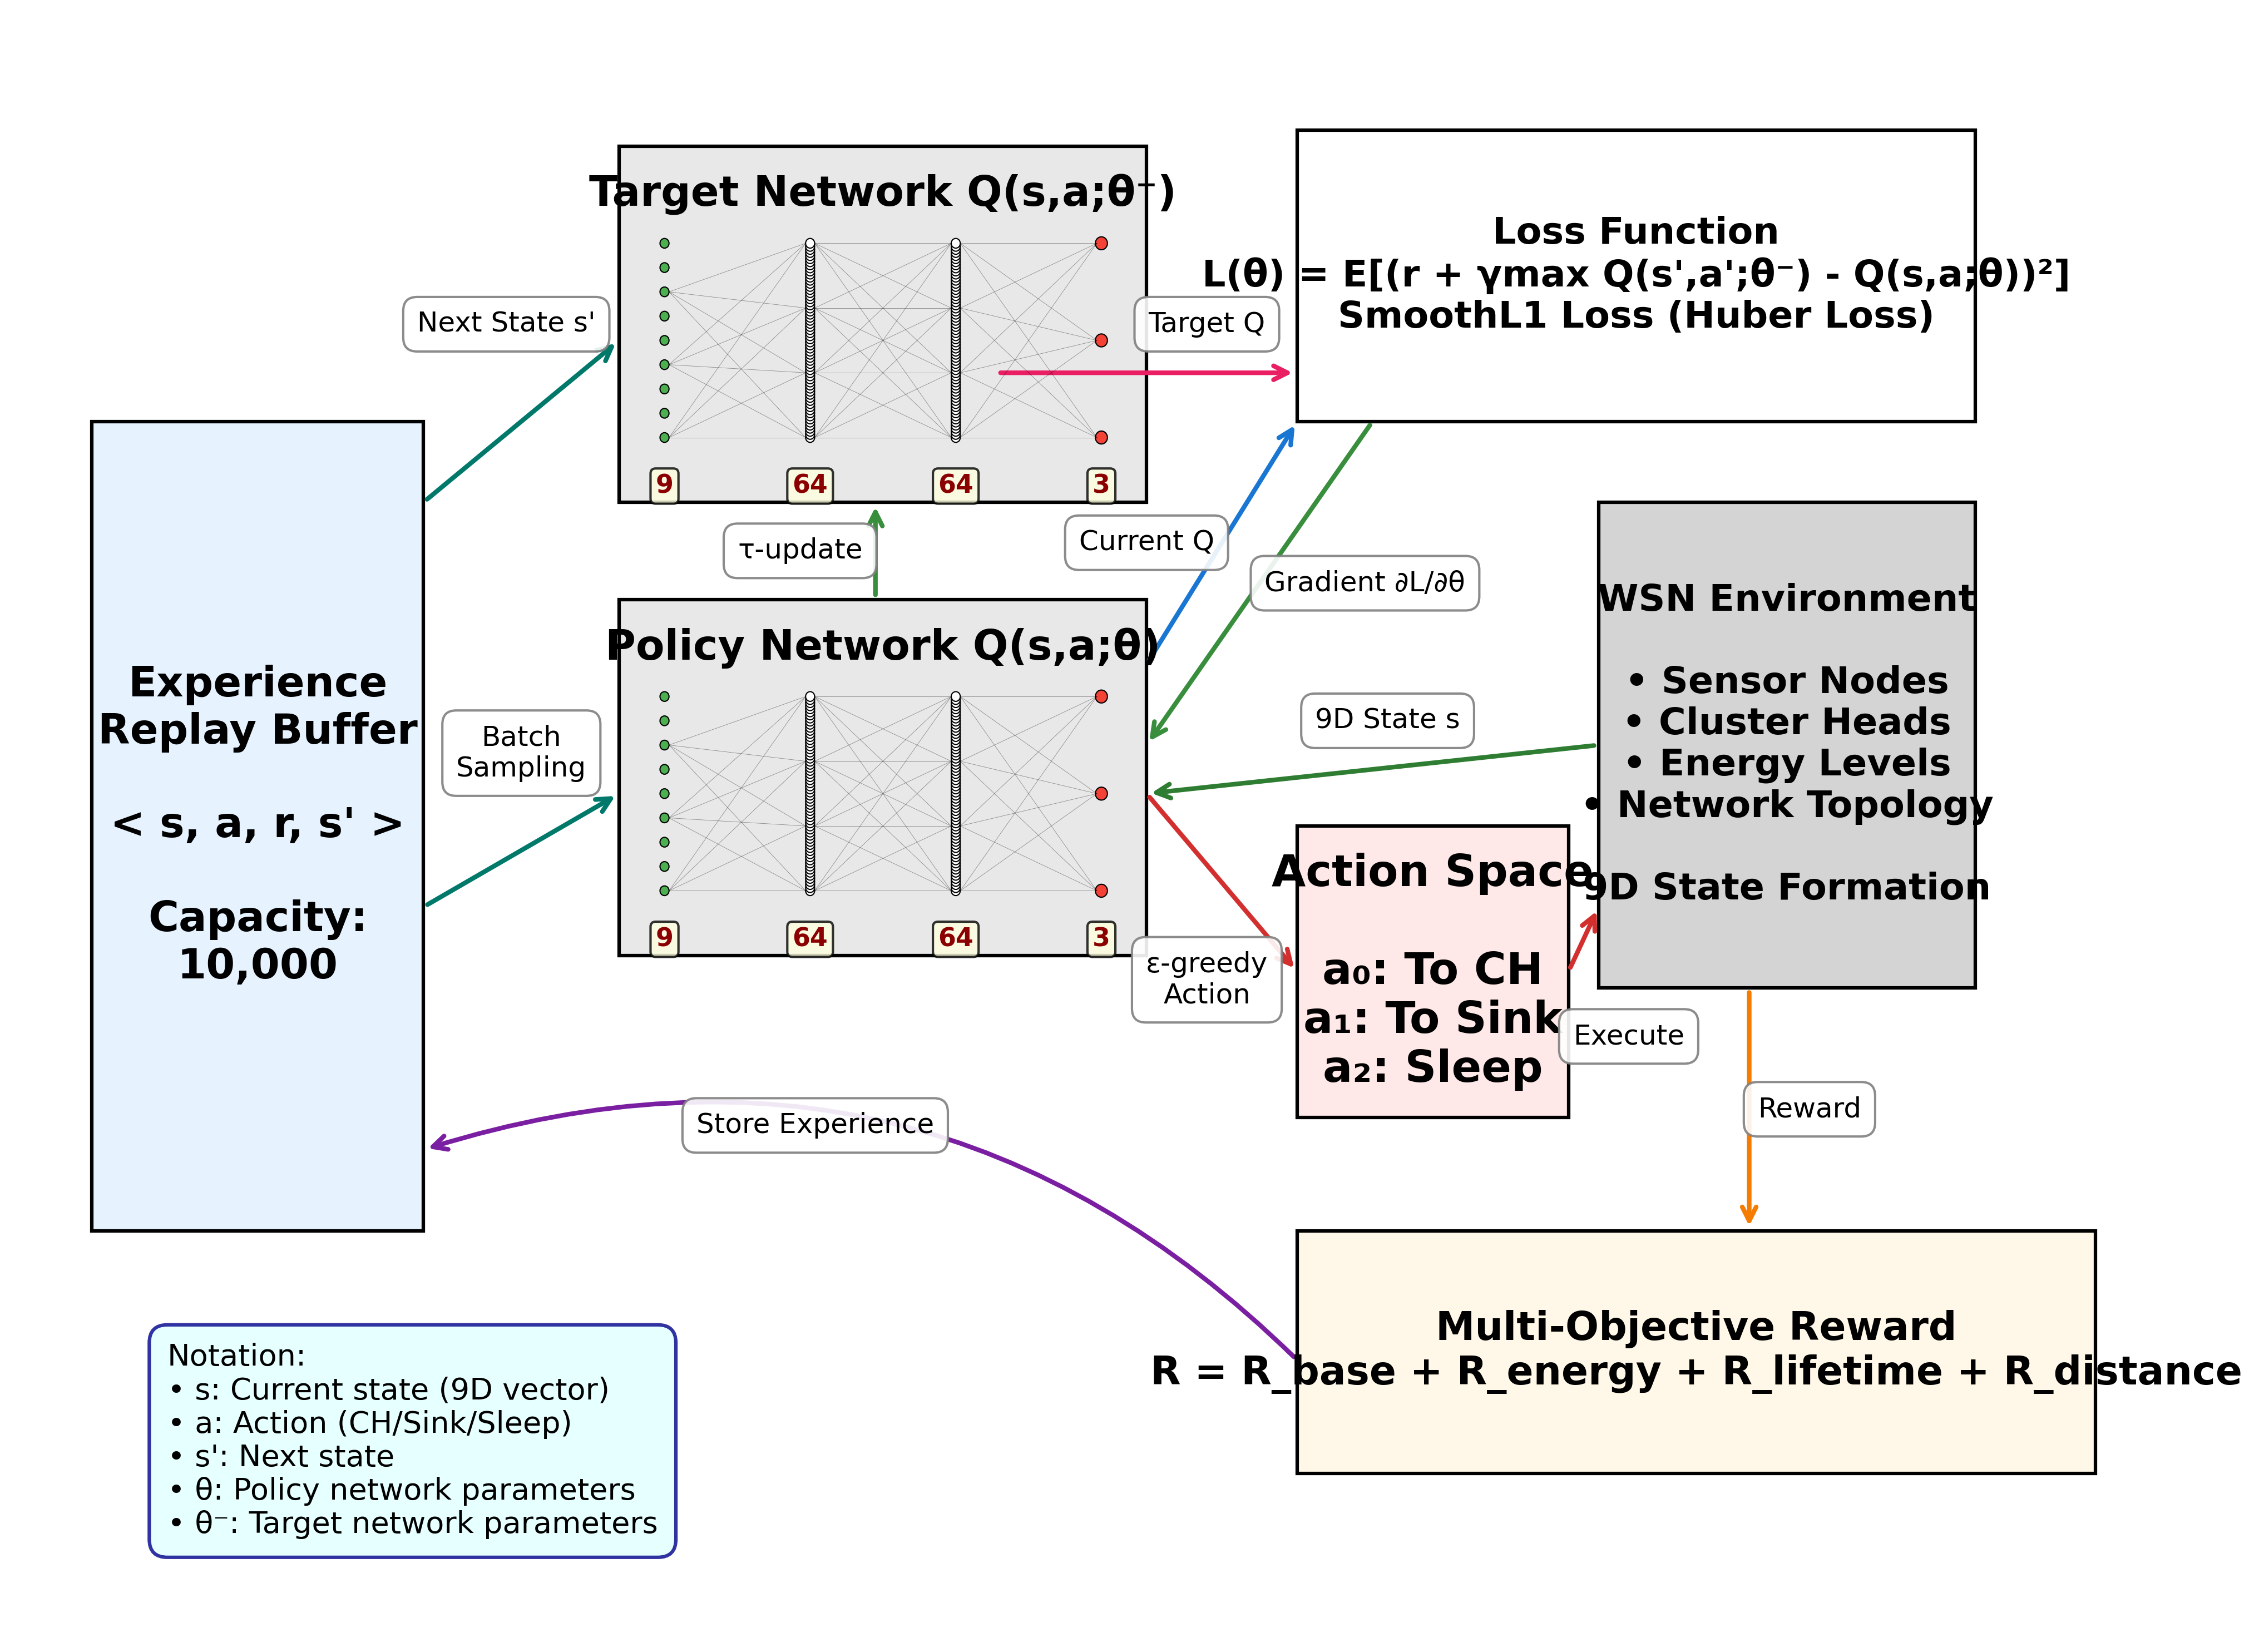 Target Network Q(s,a;θ⁻)
9
64
64
3
Loss Function
L(θ) = E[(r + γmax Q(s',a';θ⁻) - Q(s,a;θ))²]
SmoothL1 Loss (Huber Loss)
Next State s'
Target Q
τ-update
Current Q
Gradient ∂L/∂θ
Experience
Replay Buffer
< s, a, r, s' >
Capacity:
10,000
Batch
Sampling
Policy Network Q(s,a;θ)
9
64
64
3
9D State s
WSN Environment
• Sensor Nodes
• Cluster Heads
• Energy Levels
• Network Topology
9D State Formation
Action Space
a₀: To CH
a₁: To Sink
a₂: Sleep
ε-greedy
Action
Execute
Reward
Store Experience
Multi-Objective Reward
R = R_base + R_energy + R_lifetime + R_distance
Notation:
• s: Current state (9D vector)
• a: Action (CH/Sink/Sleep)
• s': Next state
• θ: Policy network parameters
• θ⁻: Target network parameters